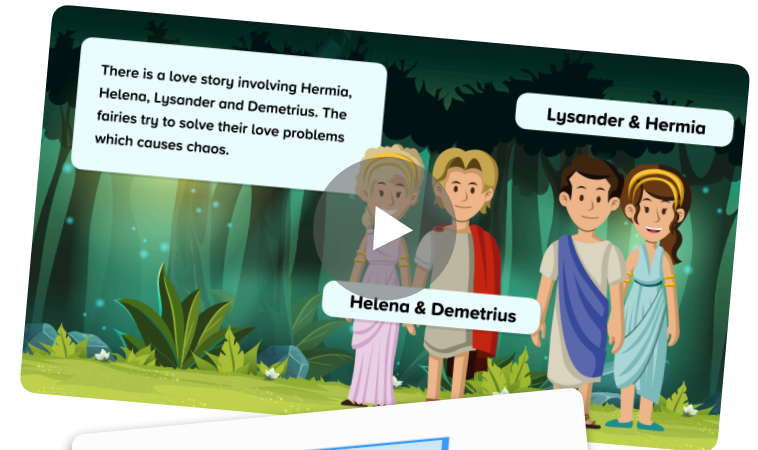 There is a love story involving Hermia,
Helena, Lysander and Demetrius. The
fairies try to solve their love problems
which causes chaos.
Lysander & Hermia
Helena & Demetrius